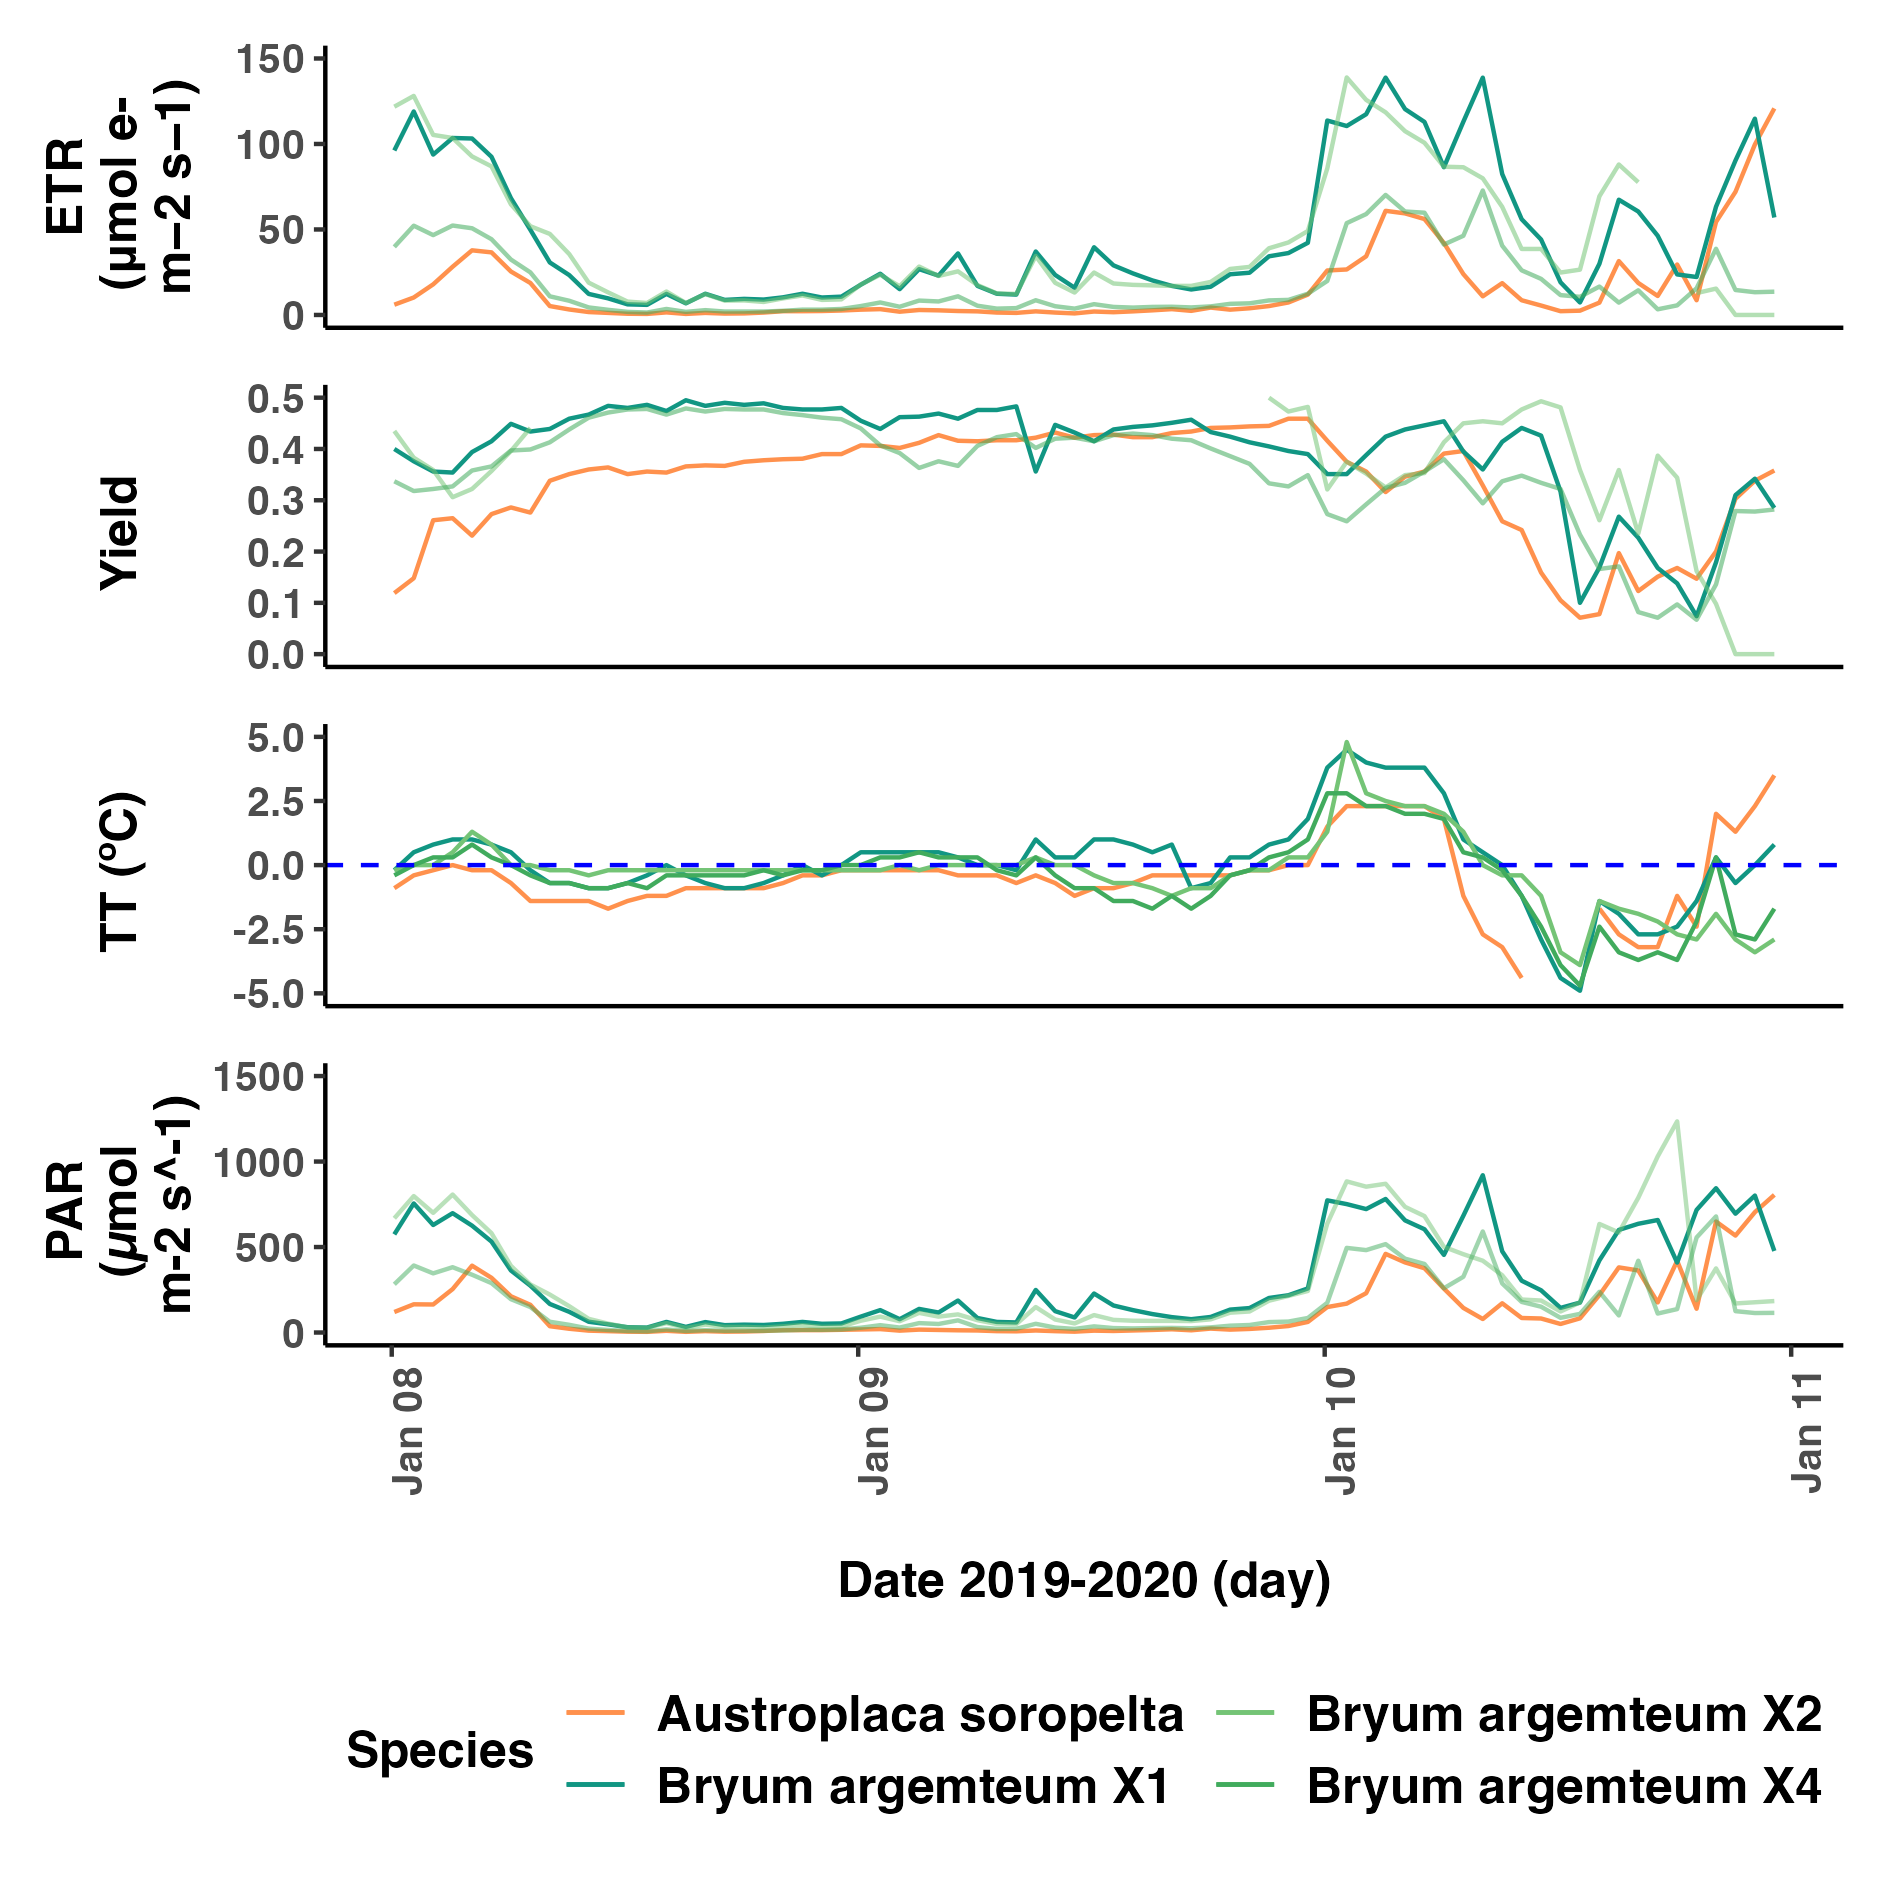 ETR
(µmol e-
m−2 s−1)
150
100
50
0
Yield
0.5
0.4
0.3
0.2
0.1
0.0
TT (ºC)
5.0
2.5
0.0
-2.5
-5.0
PAR
(µmol
m-2 s^-1)
1500
1000
500
0
Jan 08
Jan 09
Jan 10
Jan 11
Date 2019-2020 (day)
Species
Austroplaca soropelta
Bryum argemteum X2
Bryum argemteum X1
Bryum argemteum X4